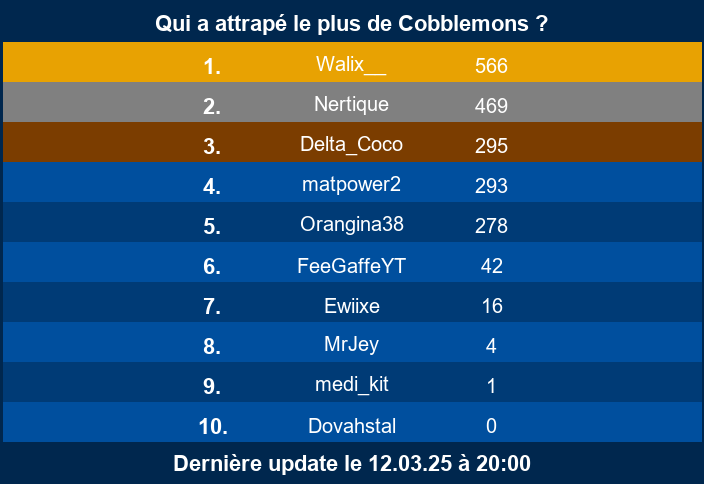 Qui a attrapé le plus de Cobblemons ?
1. Walix__ 566
2. Nertique 469
3. Delta_Coco 295
4. matpower2 293
5. Orangina38 278
6. FeeGaffeYT 42
7. Ewiixe 16
8. MrJey 4
9. medi_kit 1
10. Dovahstal 0
Dernière update le 12.03.25 à 20:00